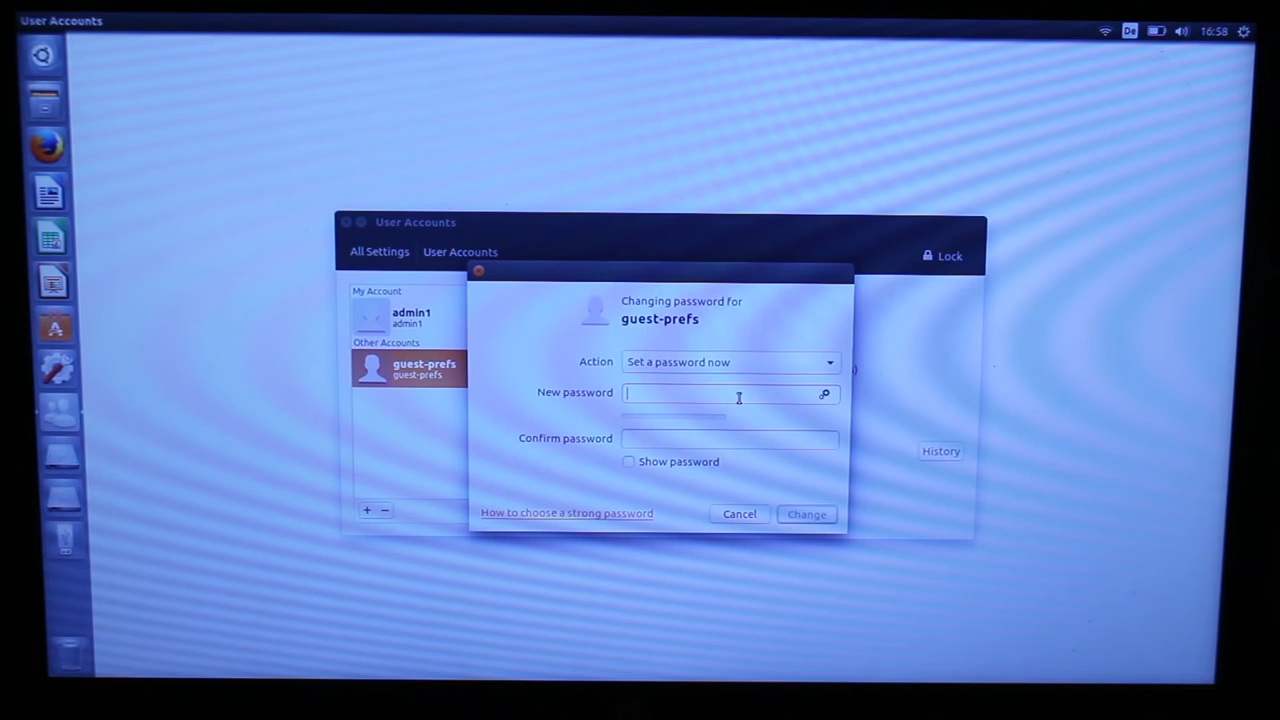 User Accounts
De
16:58
User Accounts
All Settings User Accounts
Lock
My Account
admin1
admin1
Other Accounts
guest-prefs
guest-prefs
Changing password for
guest-prefs
Action Set a password now
New password
Confirm password
Show password
History
How to choose a strong password Cancel Change